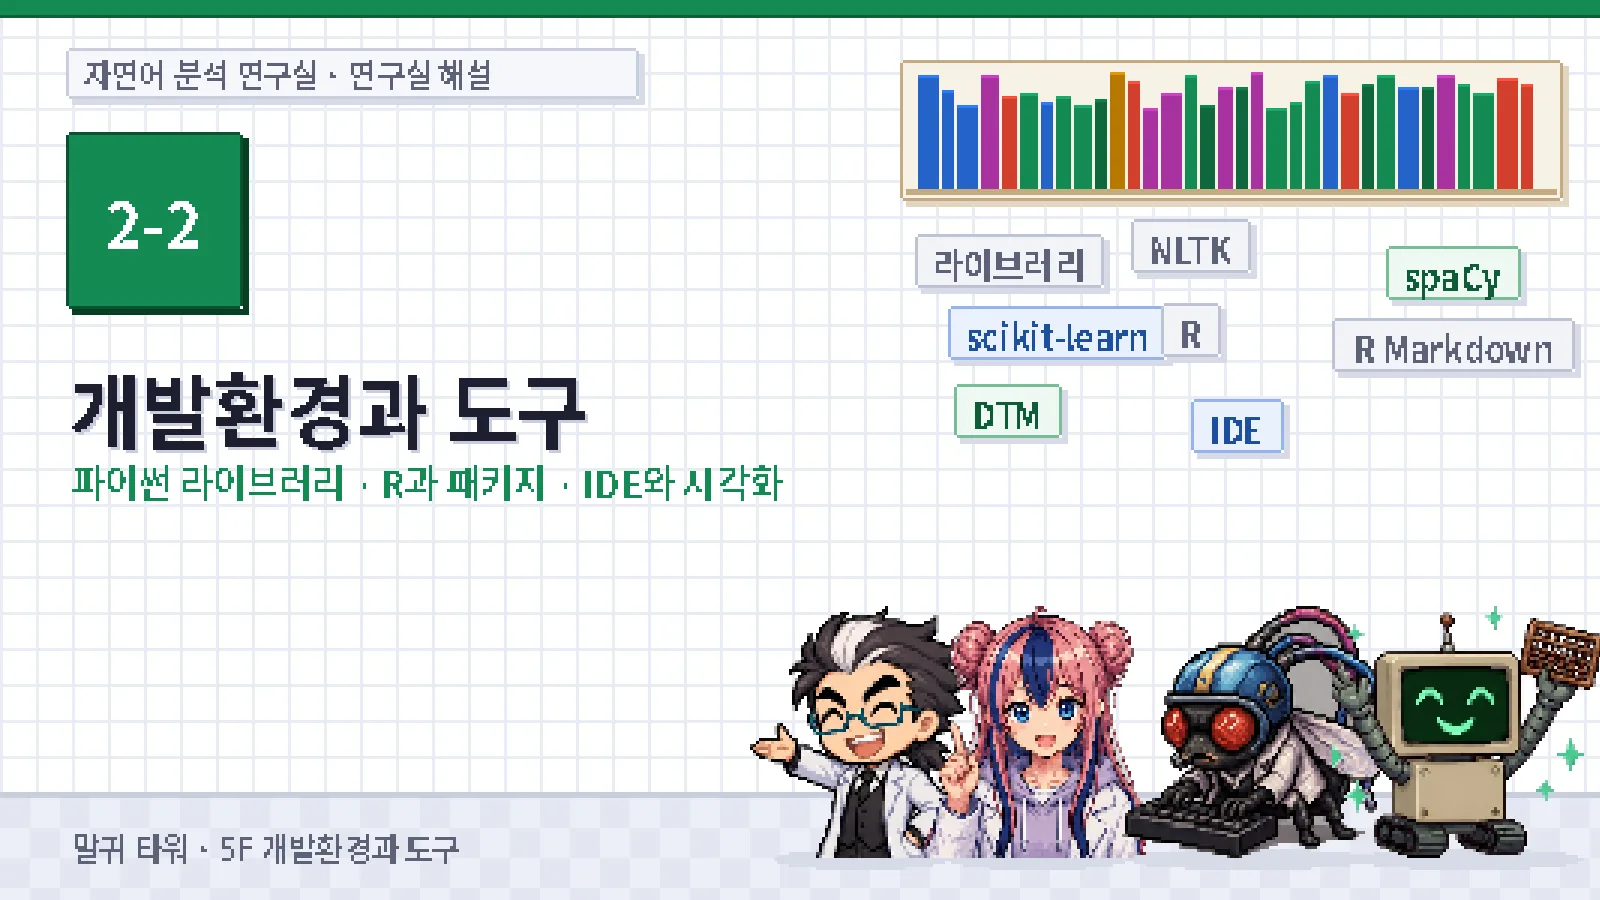 자연어 분석 연구실 · 연구실 해설
2-2
개발환경과 도구
파이썬 라이브러리 · R과 패키지 · IDE와 시각화
라이브러리
NLTK
spaCy
scikit-learn
R
R Markdown
DTM
IDE
말귀 타워 · 5F 개발환경과 도구